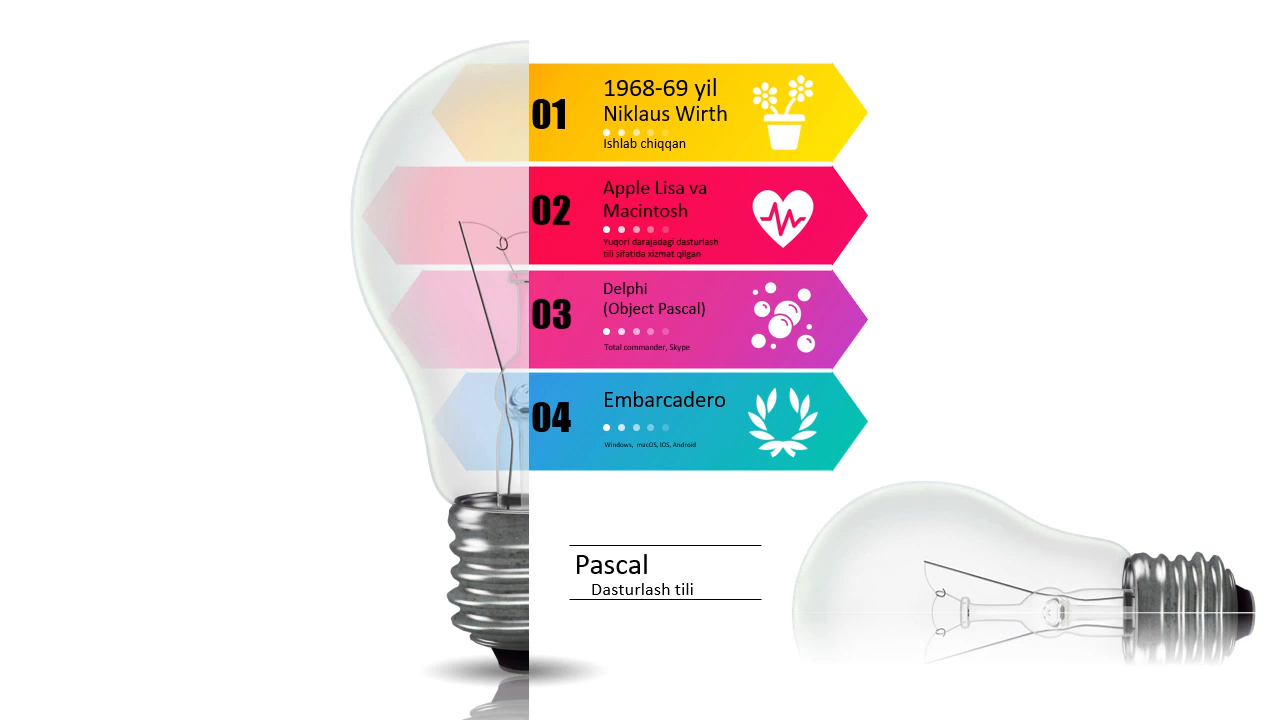 01
1968-69 yil
Niklaus Wirth
Ishlab chiqqan
02
Apple Lisa va
Macintosh
Yuqori darajadagi dasturlash
tili sifatida xizmat qilgan
03
Delphi
(Object Pascal)
Total commander, Skype
04
Embarcadero
Windows, macOS, IOS, Android
Pascal
Dasturlash tili